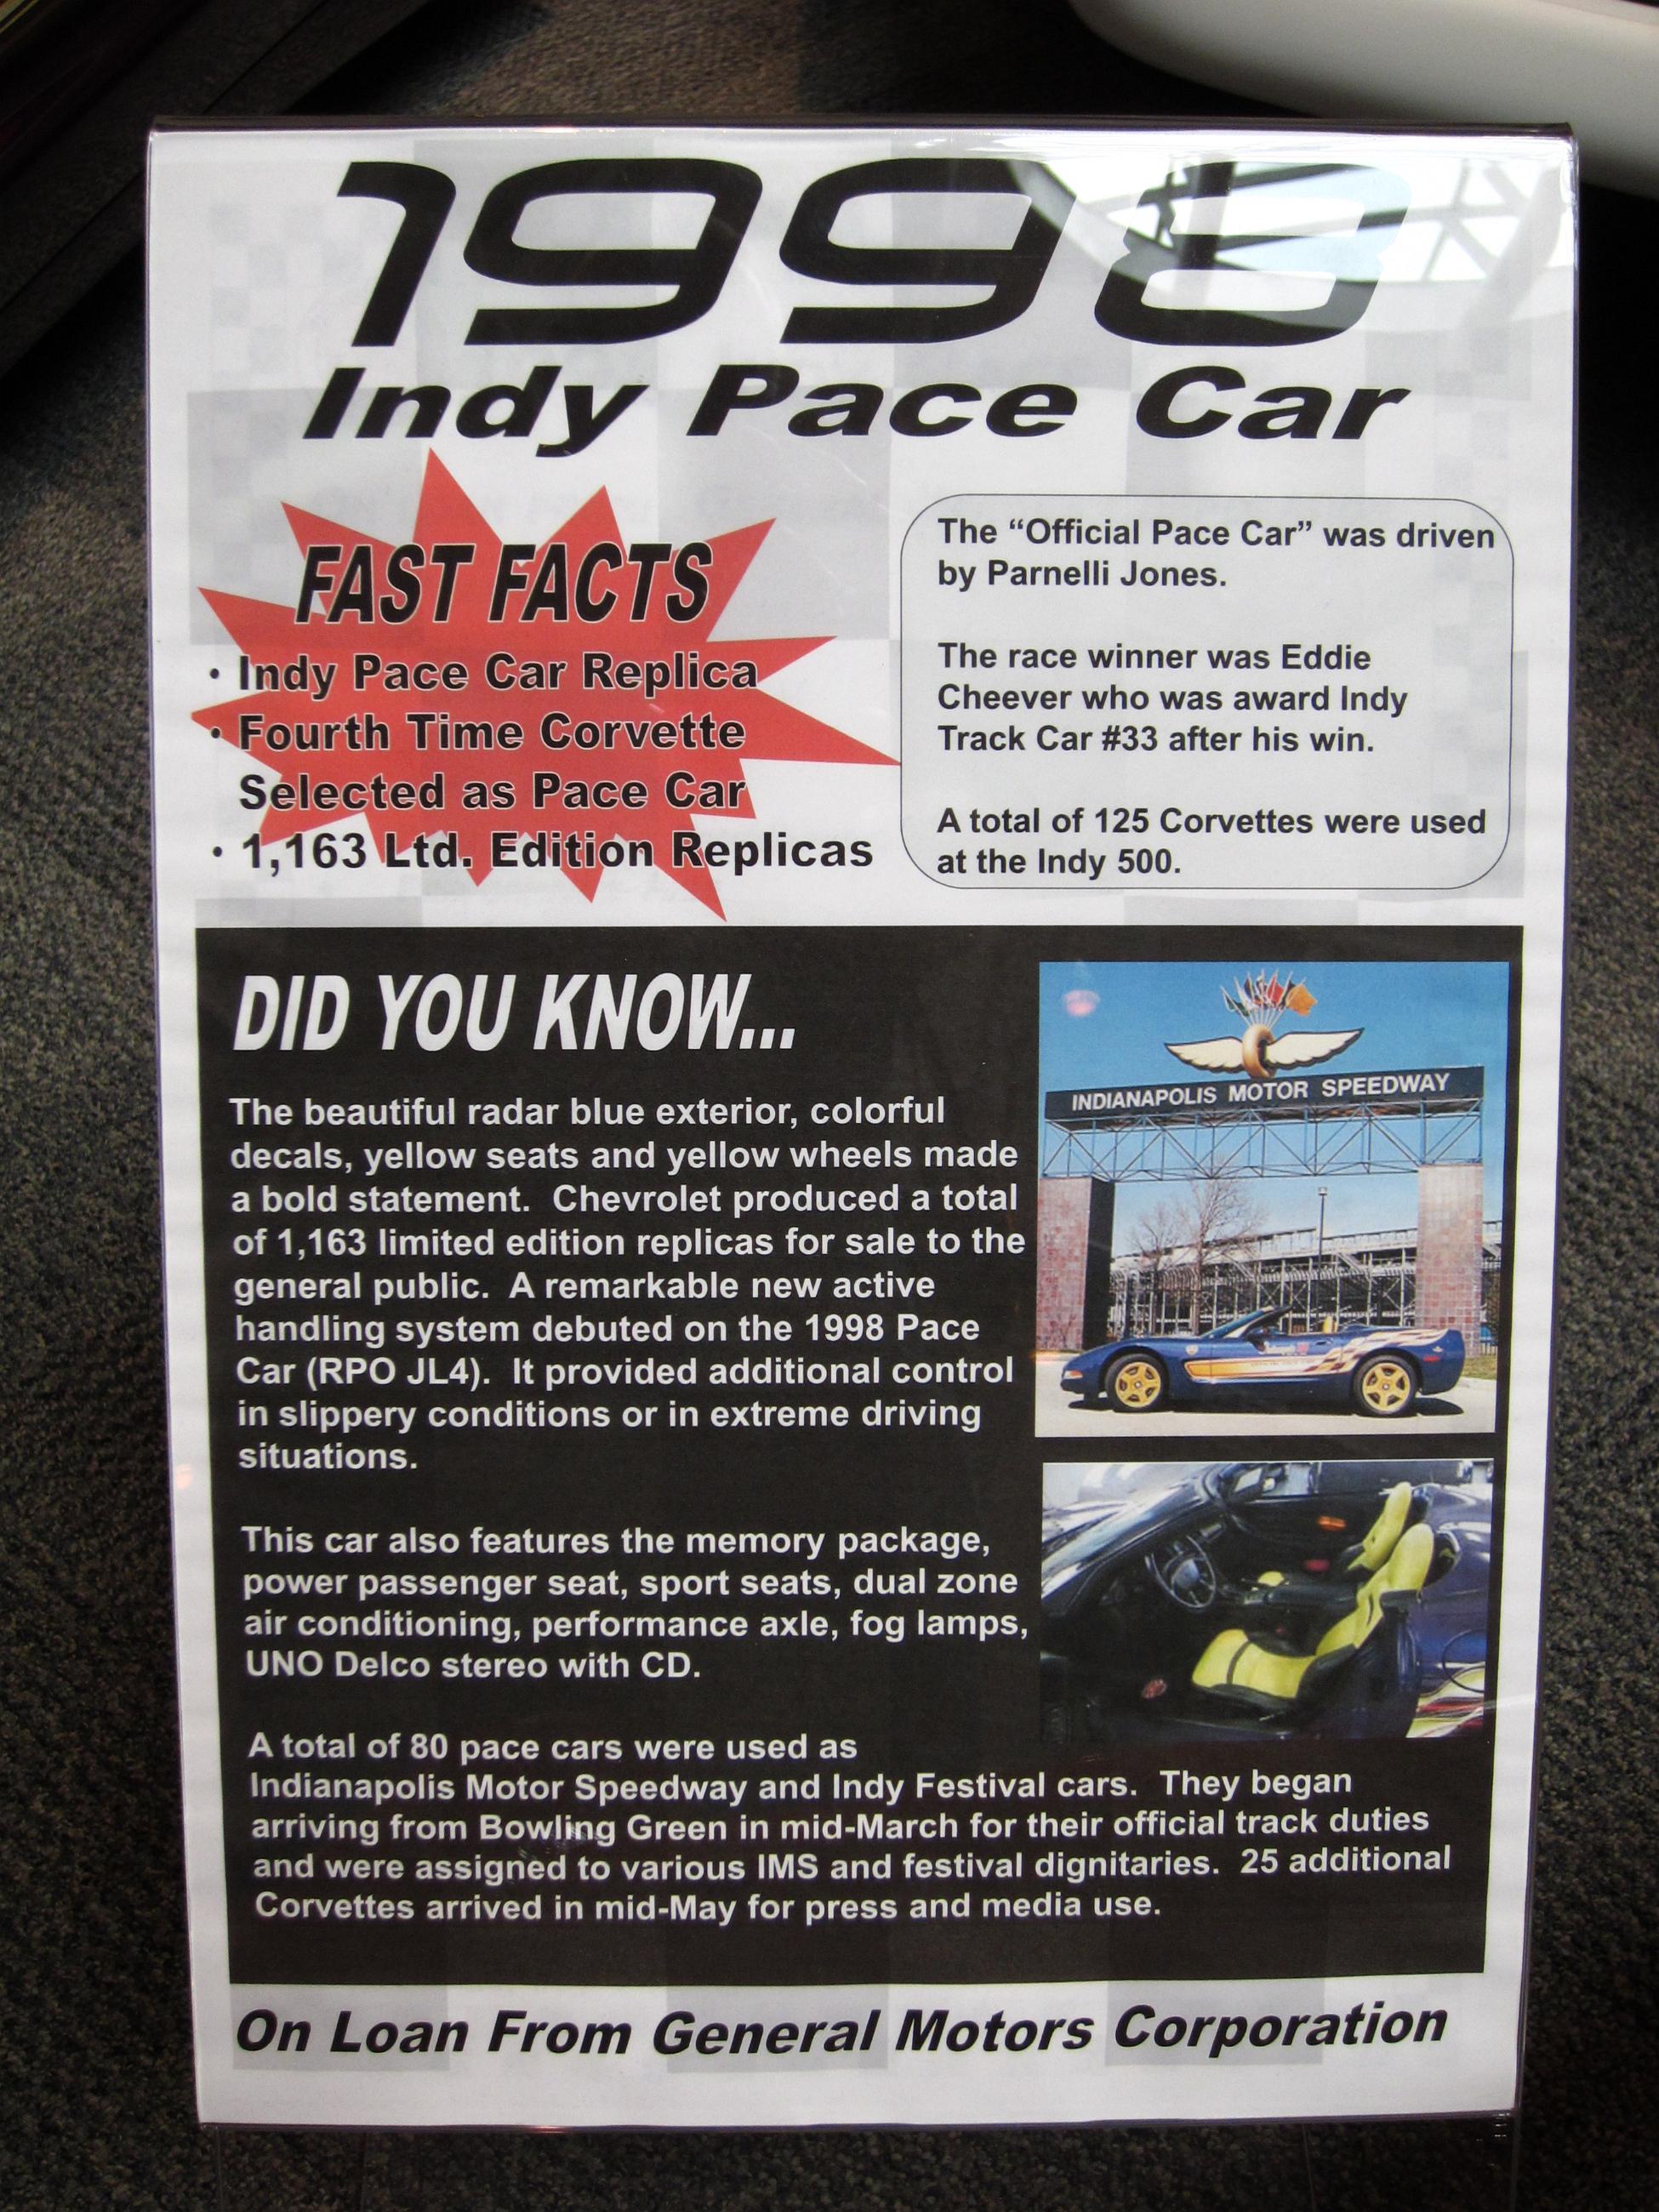 1998
Indy Pace Car
FAST FACTS
• Indy Pace Car Replica
• Fourth Time Corvette
Selected as Pace Car
• 1,163 Ltd. Edition Replicas
The “Official Pace Car” was driven
by Parnelli Jones.
The race winner was Eddie
Cheever who was award Indy
Track Car #33 after his win.
A total of 125 Corvettes were used
at the Indy 500.
DID YOU KNOW...
The beautiful radar blue exterior, colorful
decals, yellow seats and yellow wheels made
a bold statement.  Chevrolet produced a total
of 1,163 limited edition replicas for sale to the
general public.  A remarkable new active
handling system debuted on the 1998 Pace
Car (RPO JL4).  It provided additional control
in slippery conditions or in extreme driving
situations.
INDIANAPOLIS MOTOR SPEEDWAY
This car also features the memory package,
power passenger seat, sport seats, dual zone
air conditioning, performance axle, fog lamps,
UNO Delco stereo with CD.
A total of 80 pace cars were used as
Indianapolis Motor Speedway and Indy Festival cars.  They began
arriving from Bowling Green in mid-March for their official track duties
and were assigned to various IMS and festival dignitaries.  25 additional
Corvettes arrived in mid-May for press and media use.
On Loan From General Motors Corporation